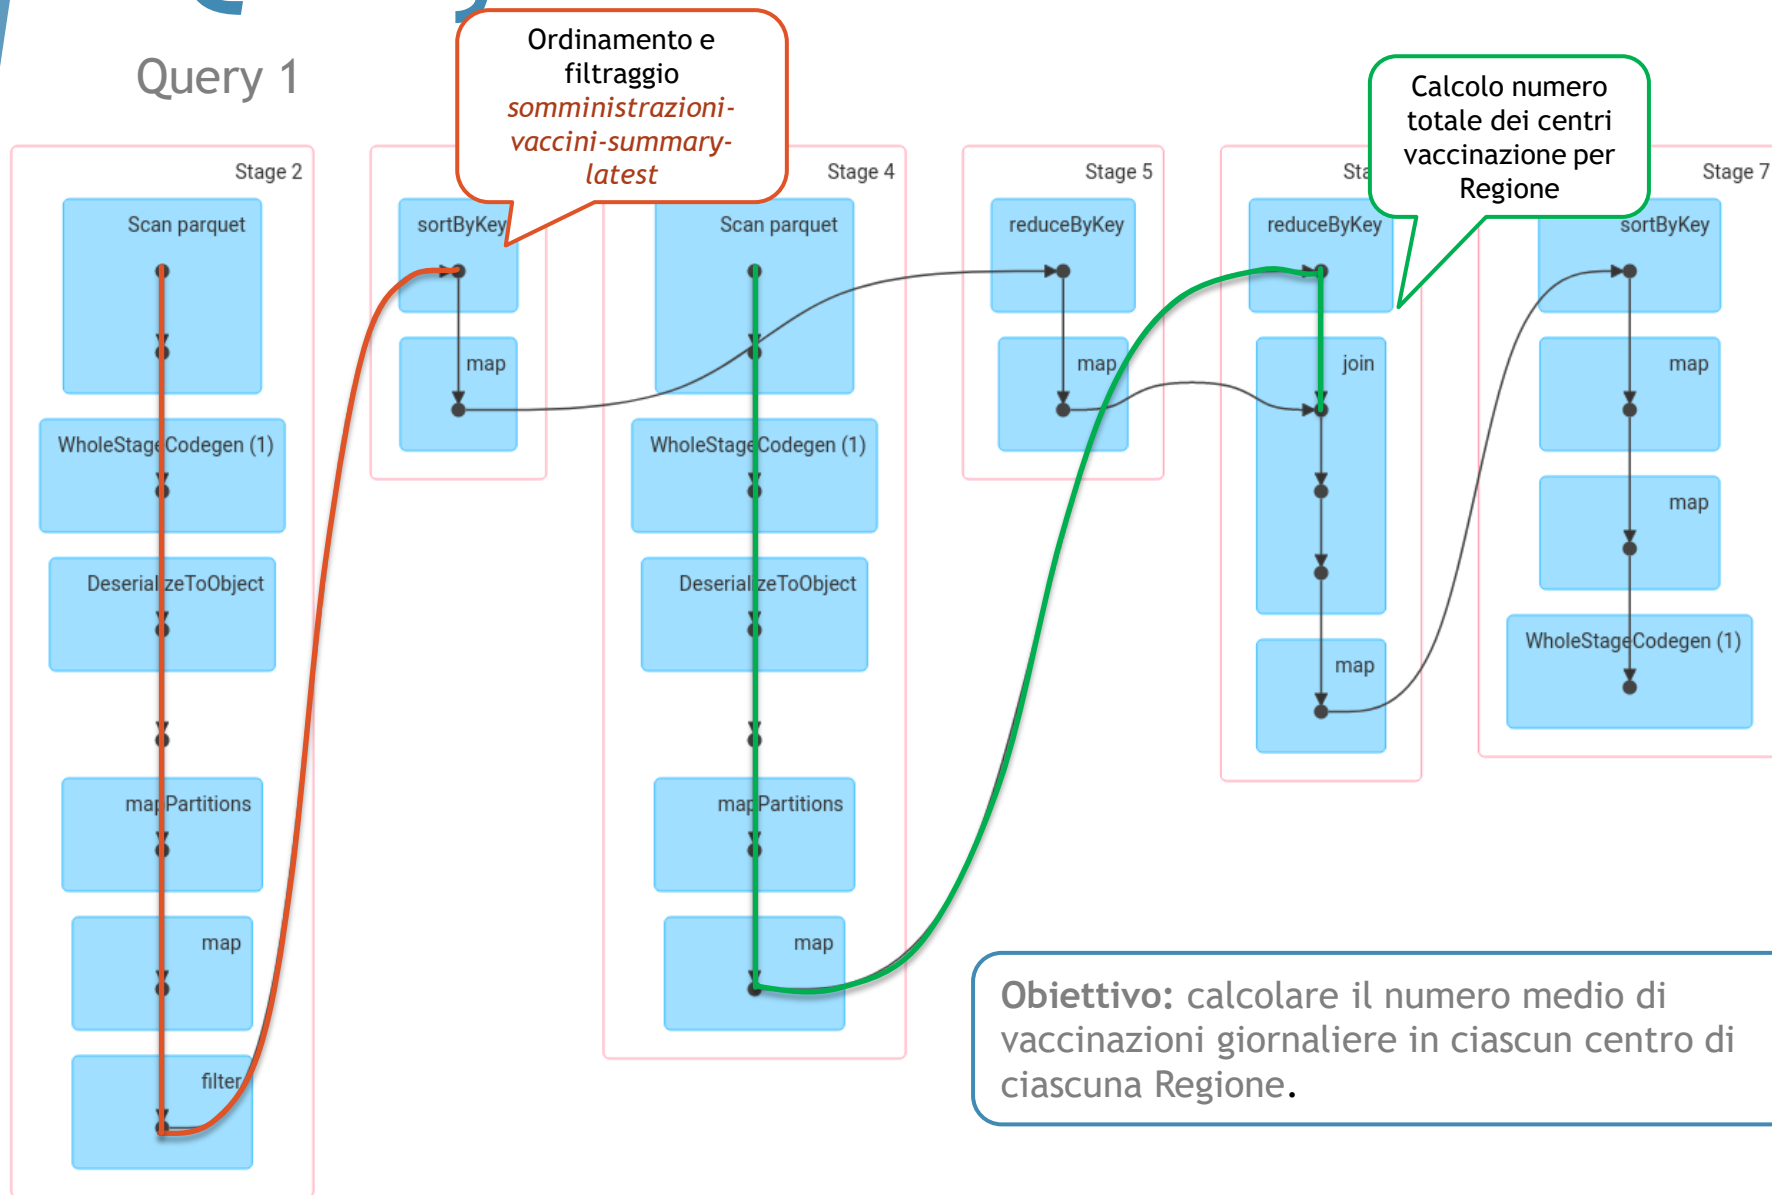 Query 1
Ordinamento e
filtraggio
somministrazioni-
vaccini-summary-
latest
Calcolo numero
totale dei centri
vaccinazione per
Regione
Stage 2
Scan parquet
WholeStageCodegen (1)
DeserializeToObject
mapPartitions
map
filter
sortByKey
map
Stage 4
Scan parquet
WholeStageCodegen (1)
DeserializeToObject
mapPartitions
map
Stage 5
reduceByKey
map
reduceByKey
join
map
Stage 7
sortByKey
map
map
WholeStageCodegen (1)
Obiettivo: calcolare il numero medio di
vaccinazioni giornaliere in ciascun centro di
ciascuna Regione.